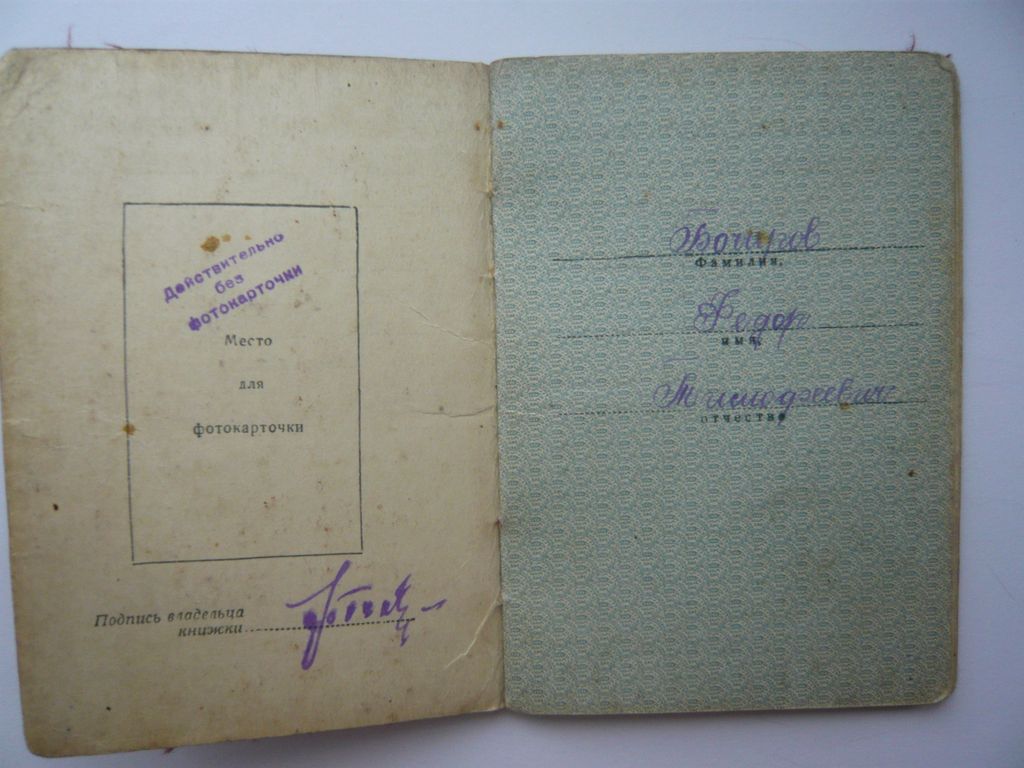 Действительно
без
фотокарточки
Место
для
фотокарточки
Подпись владельца
книжки
Бочаров
Фамилия,
Федор
имя,
Тимофеевич
отчество